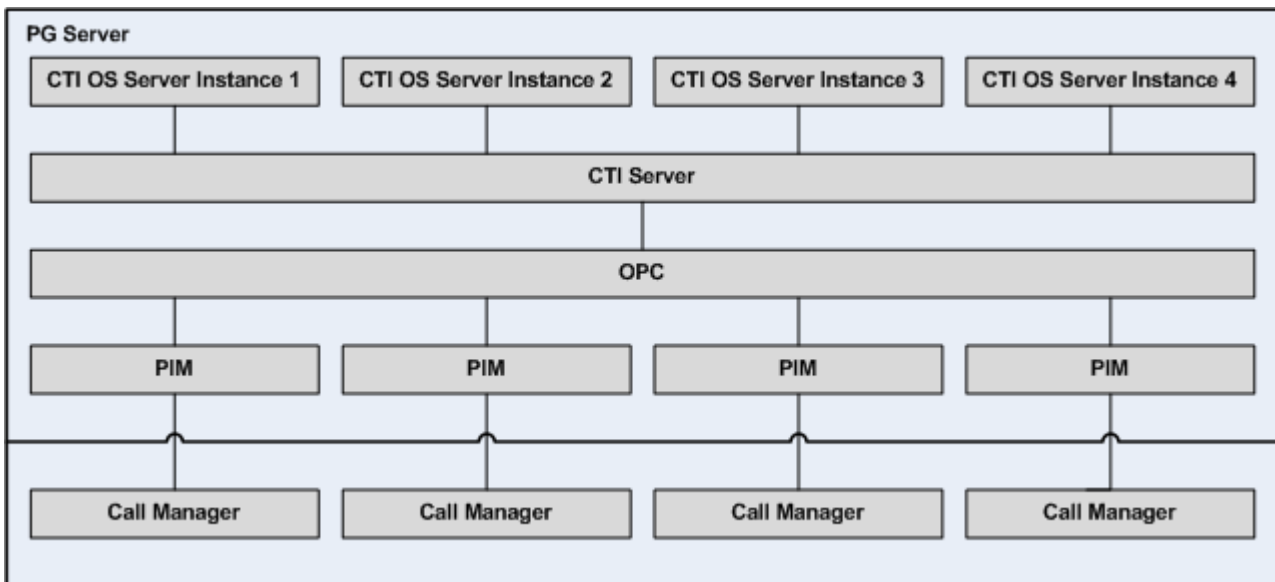 PG Server
CTI OS Server Instance 1
CTI OS Server Instance 2
CTI OS Server Instance 3
CTI OS Server Instance 4
CTI Server
OPC
PIM
PIM
PIM
PIM
Call Manager
Call Manager
Call Manager
Call Manager